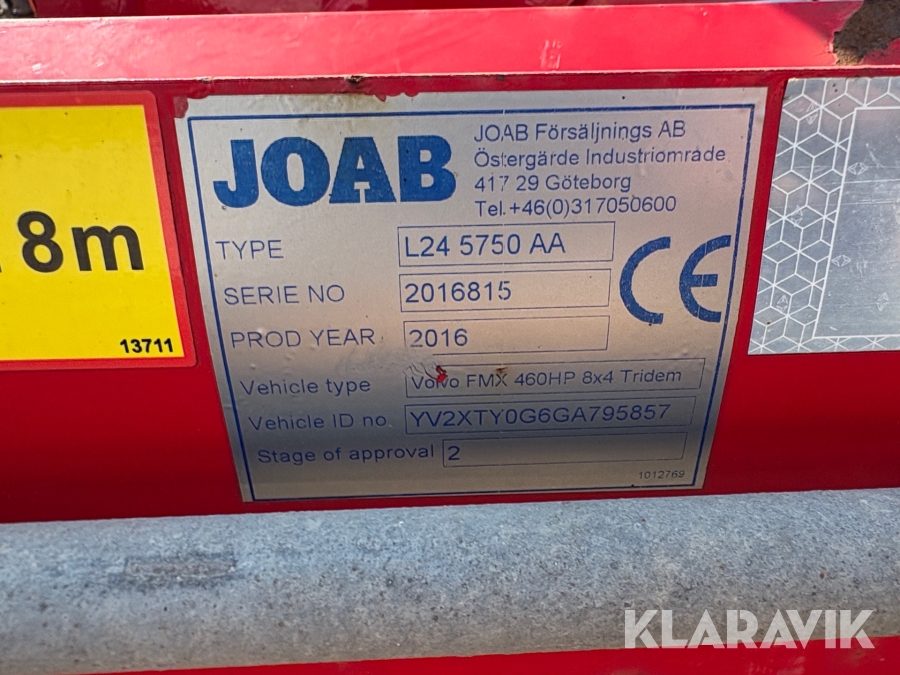 JOAB
JOAB Försäljnings AB
Östergärde Industriområde
417 29 Göteborg
Tel.+46(0)317050600
TYPE L24 5750 AA
SERIE NO 2016815
PROD YEAR 2016
Vehicle type Volvo FMX 460HP 8x4 Tridem
Vehicle ID no. YV2XTY0G6GA795857
Stage of approval 2
1012769
CE
8m
13711
KLARAVIK